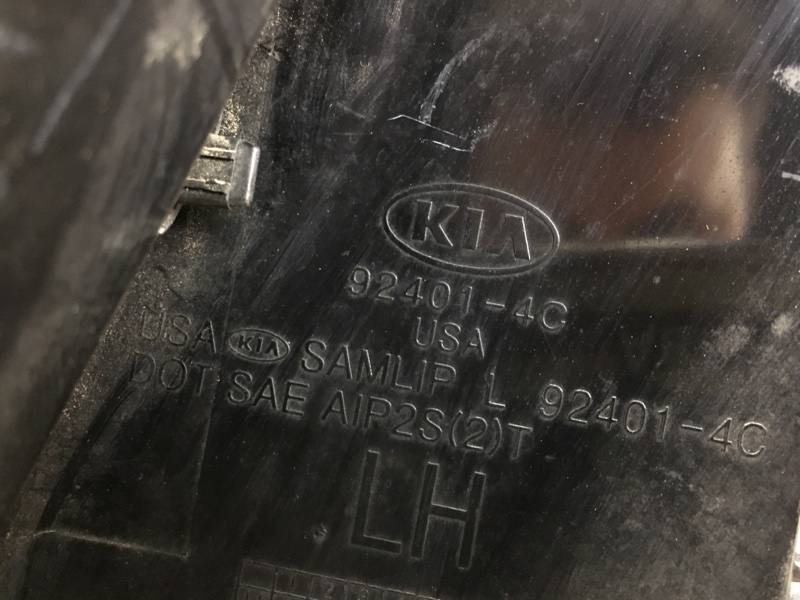 KIA
92401-4C
USA
USA KIA SAMLIP L 92401-4C
DOT SAE AIP2S(2)T
LH